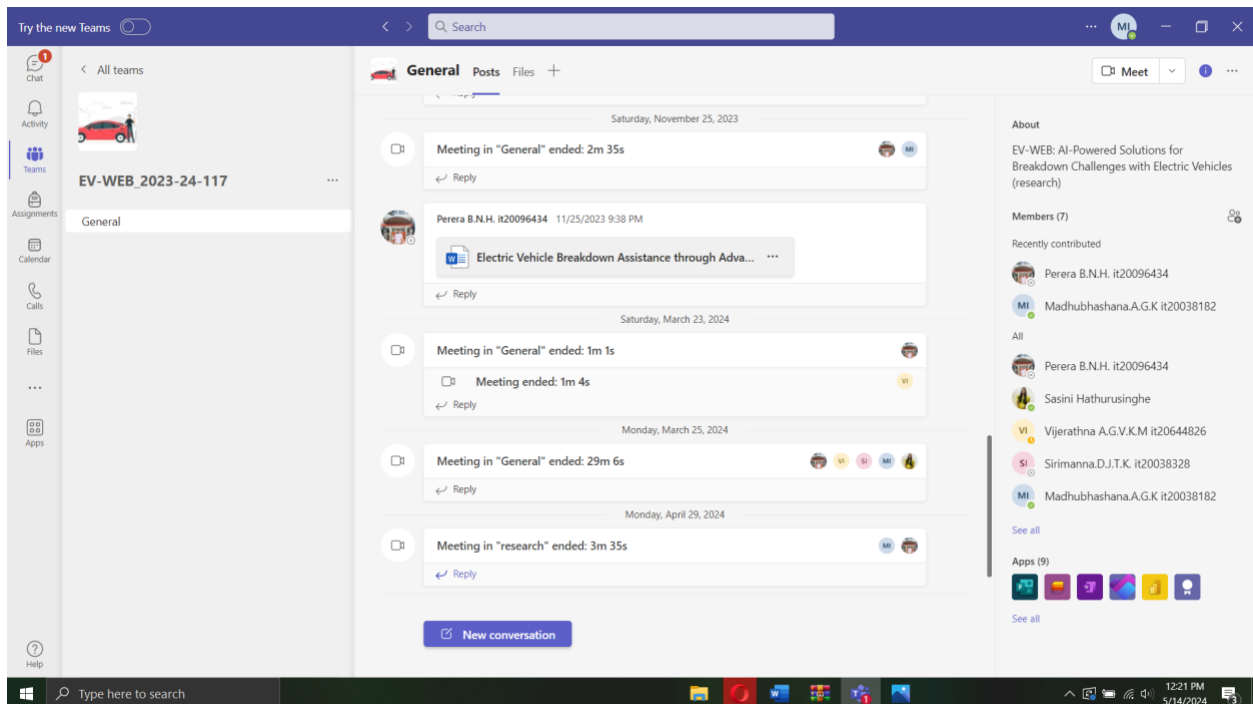 Try the new Teams
Search
MI
1
Chat
Activity
Teams
Assignments
Calendar
Calls
Files
Apps
Help
All teams
EV-WEB_2023-24-117
General
General Posts Files
Meet
Saturday, November 25, 2023
Meeting in "General" ended: 2m 35s
MI
Reply
Perera B.N.H. it20096434 11/25/2023 9:38 PM
Electric Vehicle Breakdown Assistance through Adva...
Reply
Saturday, March 23, 2024
Meeting in "General" ended: 1m 1s
Meeting ended: 1m 4s
VI
Reply
Monday, March 25, 2024
Meeting in "General" ended: 29m 6s
VI SI MI
Reply
Monday, April 29, 2024
Meeting in "research" ended: 3m 35s
MI
Reply
New conversation
About
EV-WEB: AI-Powered Solutions for
Breakdown Challenges with Electric Vehicles
(research)
Members (7)
Recently contributed
Perera B.N.H. it20096434
MI Madhubhashana.A.G.K it20038182
All
Perera B.N.H. it20096434
Sasini Hathurusinghe
VI Vijerathna A.G.V.K.M it20644826
SI Sirimanna.D.J.T.K. it20038328
MI Madhubhashana.A.G.K it20038182
See all
Apps (9)
See all
Type here to search
12:21 PM
5/14/2024
3